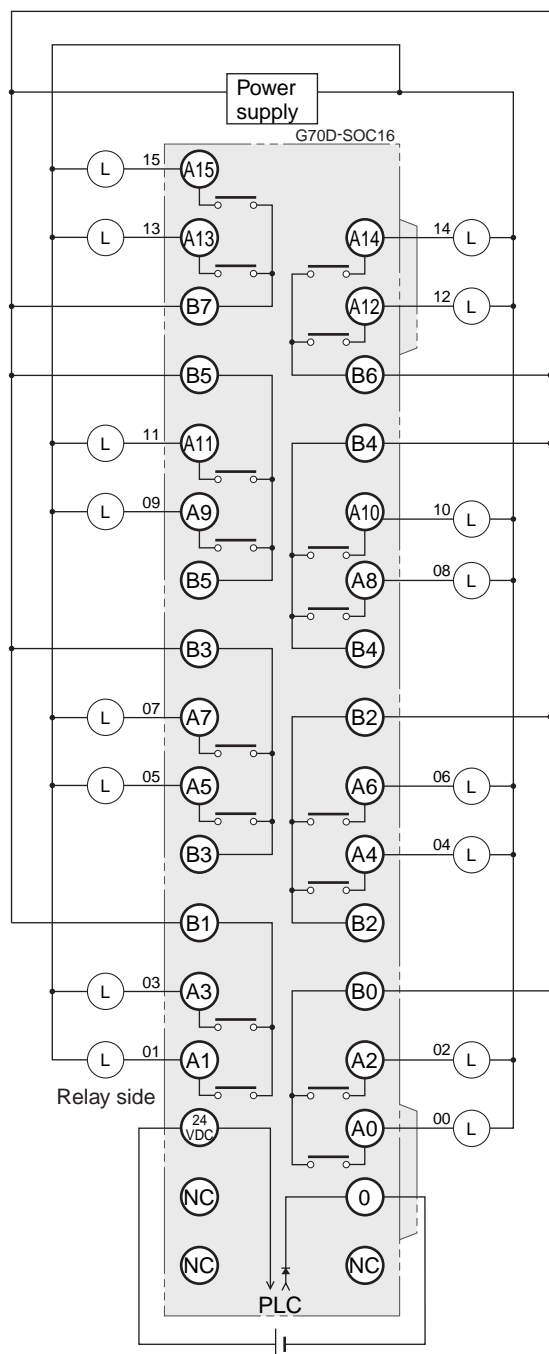 Power
supply
G70D-SOC16
L 15 A15
L 13 A13 A14 14 L
B7 A12 12 L
B5 B6
L 11 A11 B4
L 09 A9 A10 10 L
B5 A8 08 L
B3 B4
L 07 A7 B2
L 05 A5 A6 06 L
B3 A4 04 L
B1 B2
L 03 A3 B0
L 01 A1 A2 02 L
Relay side
24
VDC
A0 00 L
NC 0
NC NC
PLC